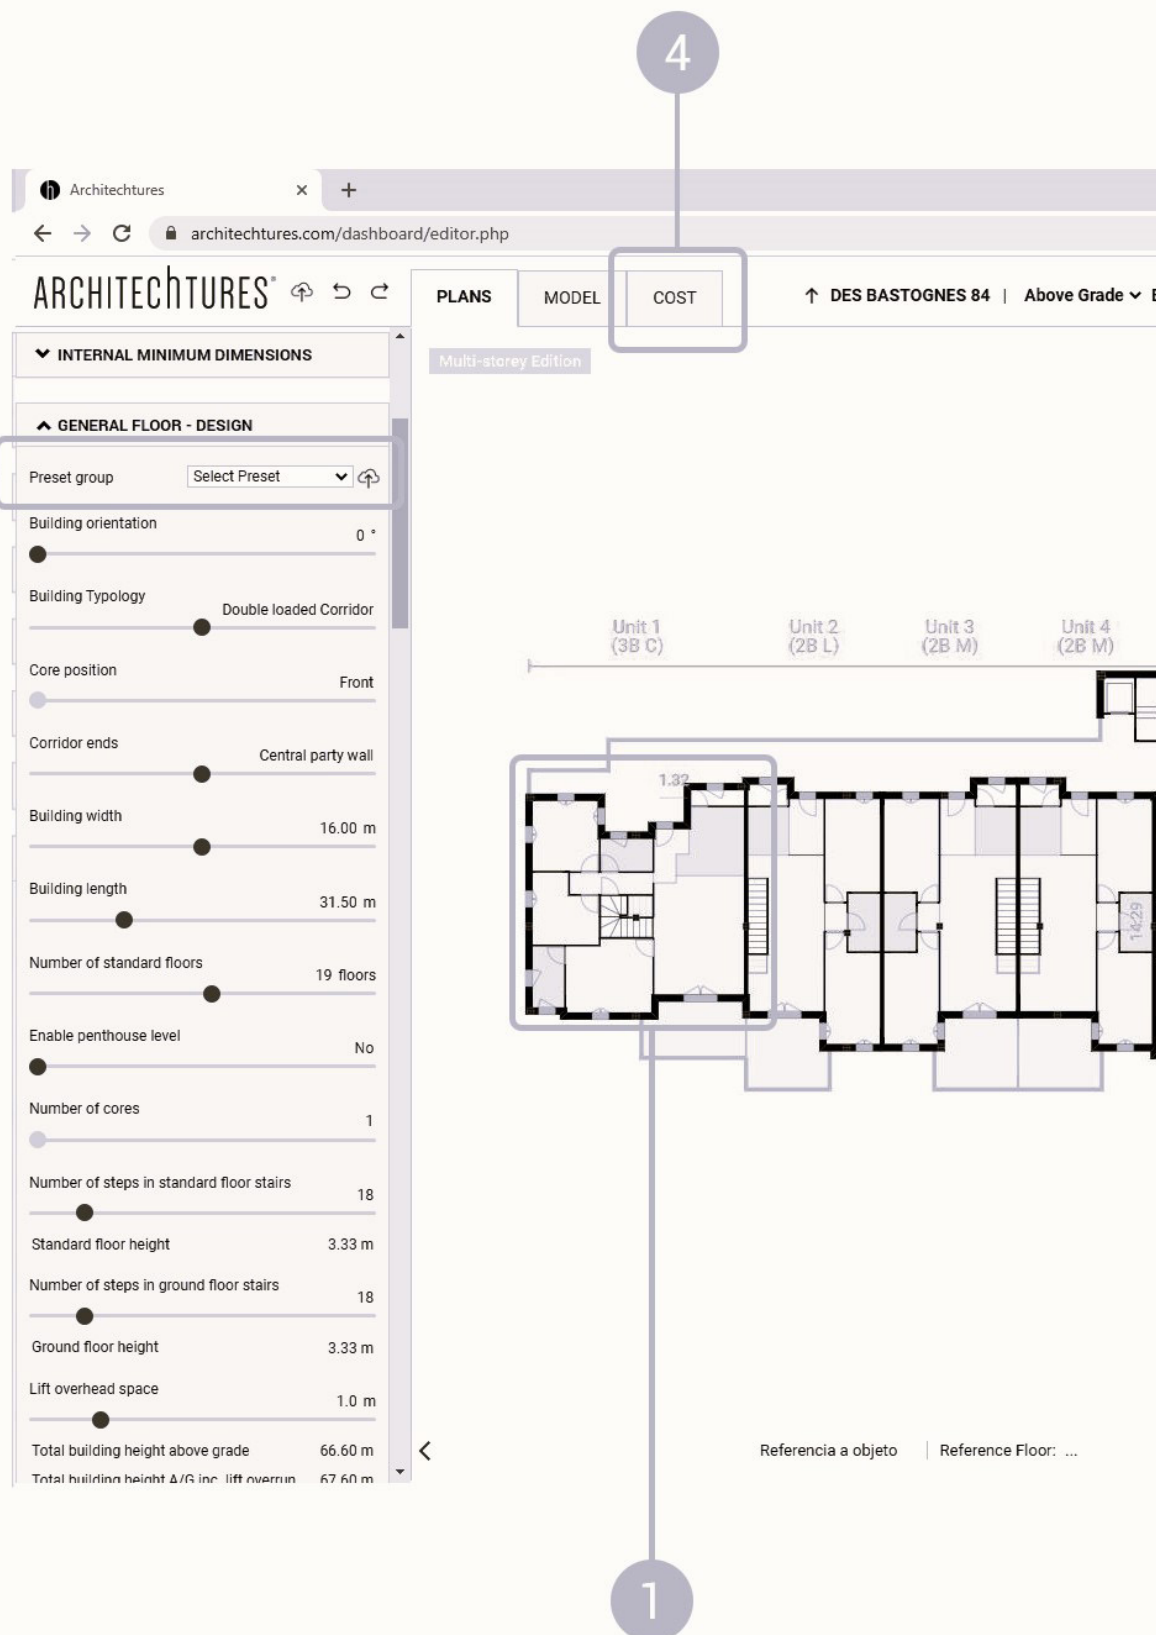 4
Architechtures × +
architechtures.com/dashboard/editor.php
ARCHITECHTURES®
PLANS MODEL COST
↑ DES BASTOGNES 84 | Above Grade
INTERNAL MINIMUM DIMENSIONS
Multi-storey Edition
GENERAL FLOOR - DESIGN
Preset group Select Preset
Building orientation
0 °
Building Typology
Double loaded Corridor
Core position
Front
Corridor ends
Central party wall
Building width
16.00 m
Building length
31.50 m
Number of standard floors
19 floors
Enable penthouse level
No
Number of cores
1
Number of steps in standard floor stairs
18
Standard floor height 3.33 m
Number of steps in ground floor stairs
18
Ground floor height 3.33 m
Lift overhead space
1.0 m
Total building height above grade 66.60 m
Total building height A/G inc. lift overrun 67.60 m
Unit 1
(3B C)
Unit 2
(2B L)
Unit 3
(2B M)
Unit 4
(2B M)
1.32
14.29
Referencia a objeto | Reference Floor: ...
1